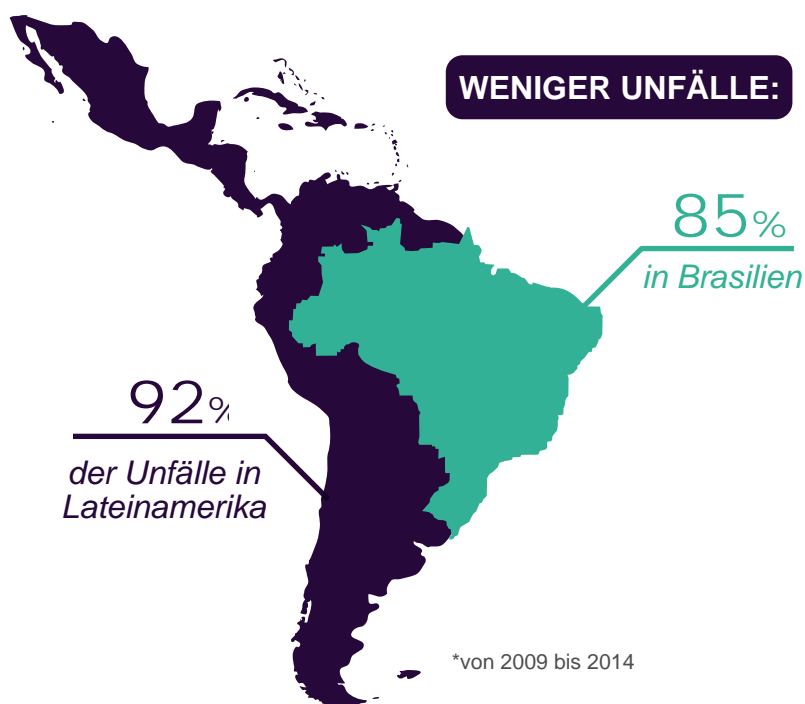 WENIGER UNFÄLLE:
85%
in Brasilien
92%
der Unfälle in
Lateinamerika
*von 2009 bis 2014